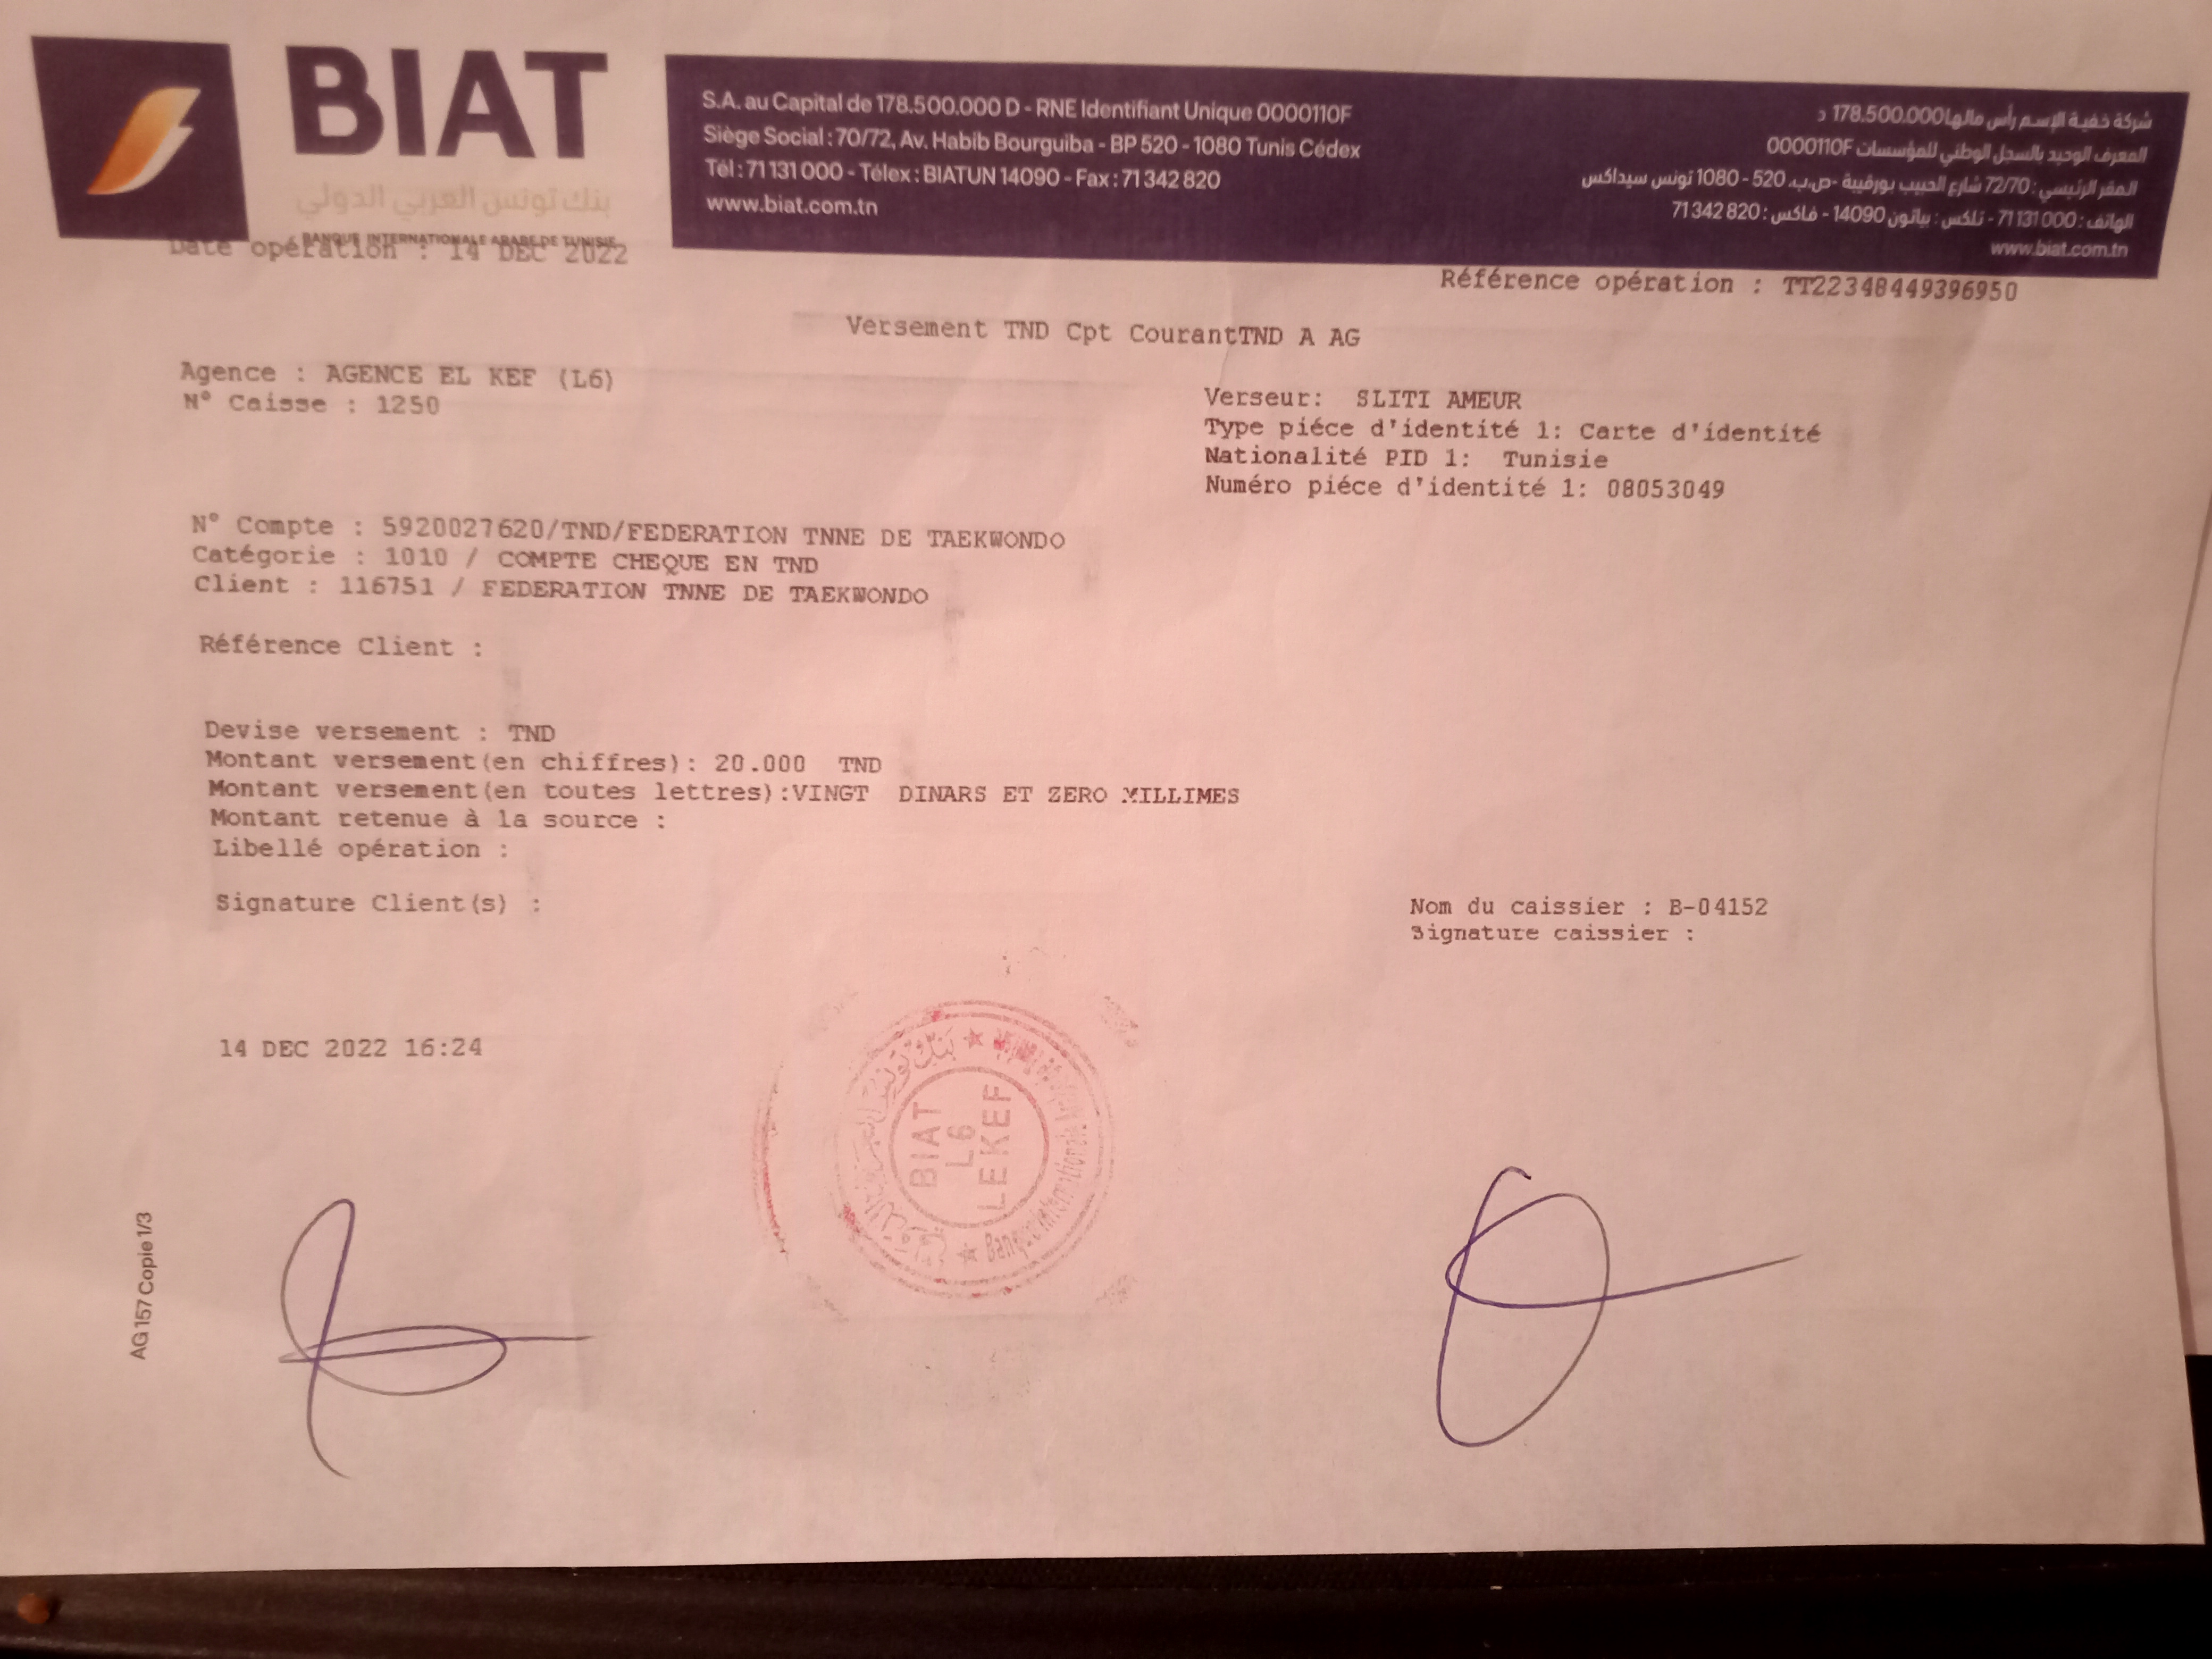 BIAT
بنك تونس العربي الدولي
BANQUE INTERNATIONALE ARABE DE TUNISIE
S.A. au Capital de 178.500.000 D - RNE Identifiant Unique 0000110F
Siège Social : 70/72, Av. Habib Bourguiba - BP 520 - 1080 Tunis Cédex
Tél : 71 131 000 - Télex : BIATUN 14090 - Fax : 71 342 820
www.biat.com.tn
شركة خفية الإسم رأس مالها 178.500.000 د
المعرف الوحيد بالسجل الوطني للمؤسسات 0000110F
المقر الرئيسي : 72/70 شارع الحبيب بورقيبة -ص.ب. 520 - 1080 تونس سيداكس
الهاتف : 71 131 000 - تلكس : بياتون 14090 - فاكس : 71 342 820
www.biat.com.tn
Date opération : 14 DEC 2022
Référence opération : TT22348449396950
Versement TND Cpt CourantTND A AG
Agence : AGENCE EL KEF (L6)
N° Caisse : 1250
Verseur: SLITI AMEUR
Type piéce d'identité 1: Carte d'identité
Nationalité PID 1: Tunisie
Numéro piéce d'identité 1: 08053049
N° Compte : 5920027620/TND/FEDERATION TNNE DE TAEKWONDO
Catégorie : 1010 / COMPTE CHEQUE EN TND
Client : 116751 / FEDERATION TNNE DE TAEKWONDO
Référence Client :
Devise versement : TND
Montant versement(en chiffres): 20.000 TND
Montant versement(en toutes lettres):VINGT DINARS ET ZERO MILLIMES
Montant retenue à la source :
Libellé opération :
Signature Client(s) :
Nom du caissier : B-04152
Signature caissier :
14 DEC 2022 16:24
BIAT
L6
LE KEF
بنك تونس
Banque Internationale
AG 157 Copie 1/3